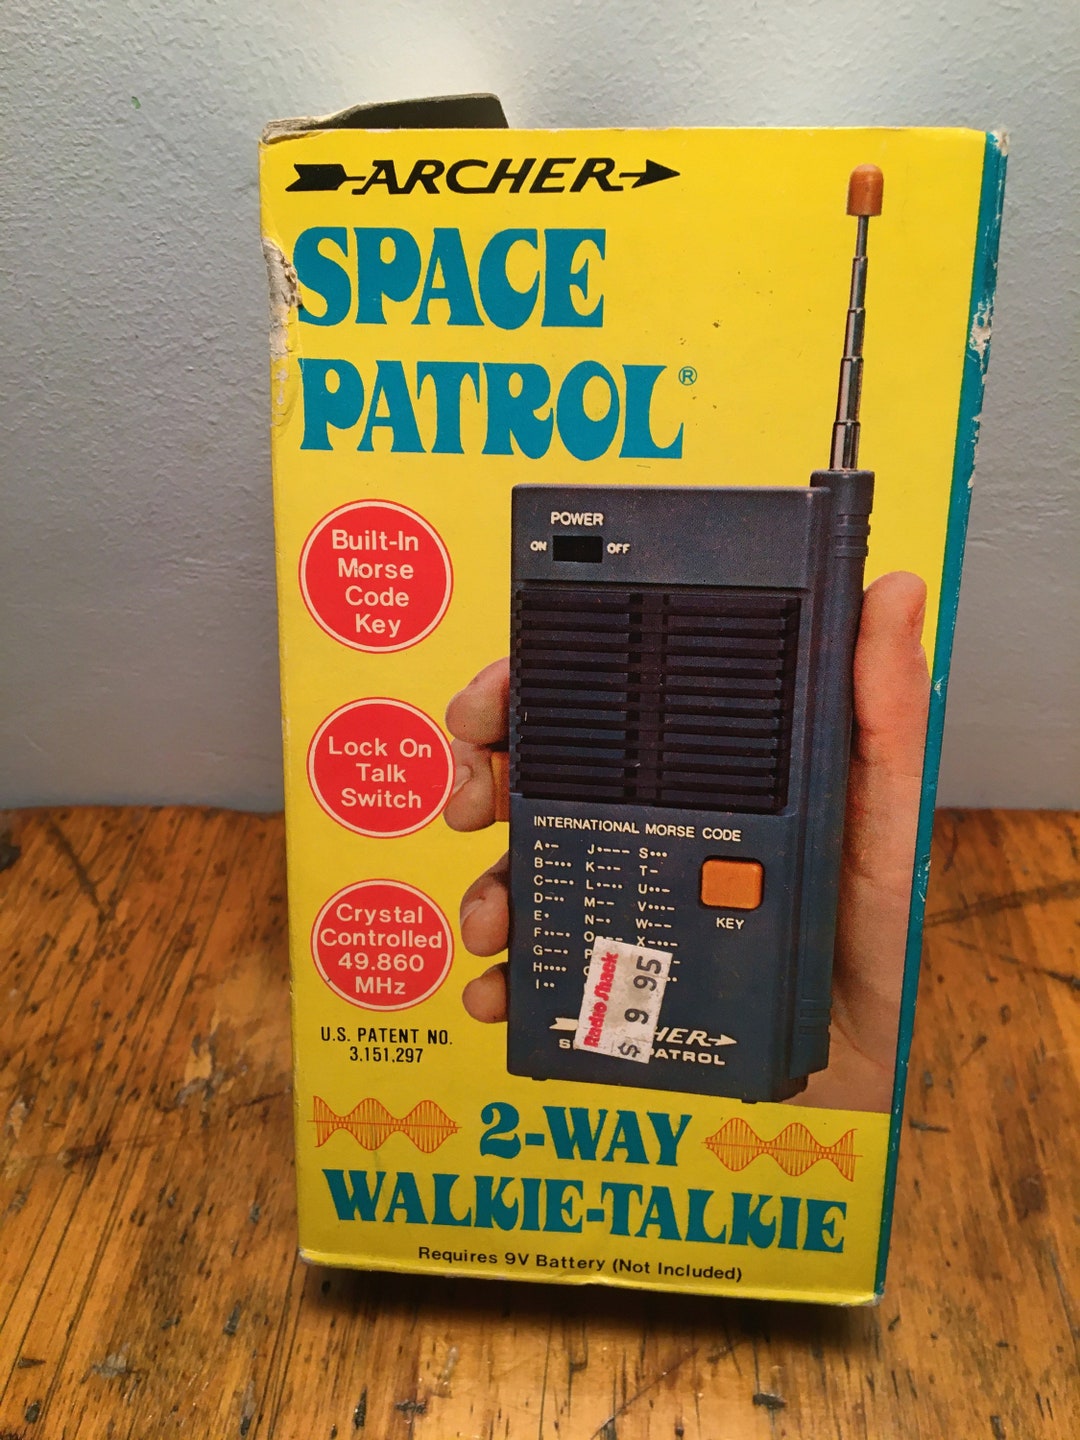 ARCHER
SPACE
PATROL®
POWER
ON OFF
Built-In
Morse
Code
Key
Lock On
Talk
Switch
INTERNATIONAL MORSE CODE
A•– J•––– S•••
B–••• K–•– T–
C–•–• L•–•• U••–
D–•• M–– V•••–
E• N–• W•––
F••–• O X–••–
G––•
H••••
I••
KEY
Crystal
Controlled
49.860
MHz
Radio Shack
$ 9 95
U.S. PATENT NO.
3,151,297
HER
S PATROL
2-WAY
WALKIE-TALKIE
Requires 9V Battery (Not Included)